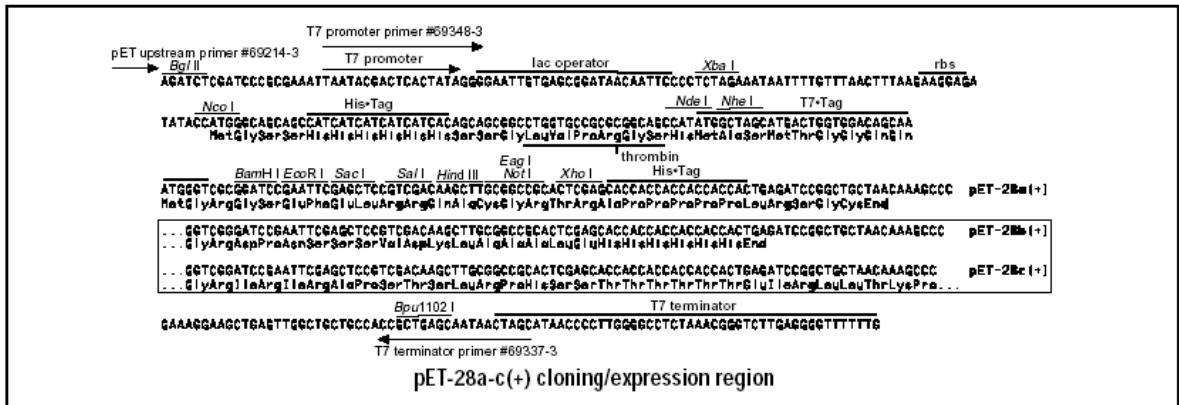 T7 promoter primer #69348-3
pET upstream primer #69214-3
Bgl II T7 promoter lac operator Xba I rbs
AGATCTCGATCCCGCGAAATTAATACGACTCACTATAGGGGAATTGTGAGCGGATAACAATTCCCCTCTAGAAATAATTTTGTTTAACTTTAAGAAGGAGA
Nco I His•Tag Nde I Nhe I T7•Tag
TATACCATGGGCAGCAGCCATCATCATCATCATCACAGCAGCGGCCTGGTGCCGCGCGGCAGCCATATGGCTAGCATGACTGGTGGACAGCAA
MetGlySerSerHisHisHisHisHisHisSerSerGlyLeuValProArgGlySerHisMetAlaSerMetThrGlyGlyGlnGln
thrombin
Eag I
BamH I EcoR I Sac I Sal I Hind III Not I Xho I His•Tag
ATGGGTCGCGGATCCGAATTCGAGCTCCGTCGACAAGCTTGCGGCCGCACTCGAGCACCACCACCACCACCACTGAGATCCGGCTGCTAACAAAGCCC pET-28a(+)
MetGlyArgGlySerGluPheGluLeuArgArgGlnAlaCysGlyArgThrArgAlaProProProProProProLeuArgSerGlyCysEnd
...GGTCGGGATCCGAATTCGAGCTCCGTCGACAAGCTTGCGGCCGCACTCGAGCACCACCACCACCACCACTGAGATCCGGCTGCTAACAAAGCCC pET-28b(+)
...GlyArgAspProAsnSerSerSerValAspLysLeuAlaAlaAlaLeuGluHisHisHisHisHisHisEnd
...GGTCGGATCCGAATTCGAGCTCCGTCGACAAGCTTGCGGCCGCACTCGAGCACCACCACCACCACCACTGAGATCCGGCTGCTAACAAAGCCC pET-28c(+)
...GlyArgIleArgIleArgAlaProSerThrSerLeuArgProHisSerSerThrThrThrThrThrThrGluIleArgLeuLeuThrLysPro...
Bpu1102 I T7 terminator
GAAAGGAAGCTGAGTTGGCTGCTGCCACCGCTGAGCAATAACTAGCATAACCCCTTGGGGCCTCTAAACGGGTCTTGAGGGGTTTTTTG
T7 terminator primer #69337-3
pET-28a-c(+) cloning/expression region